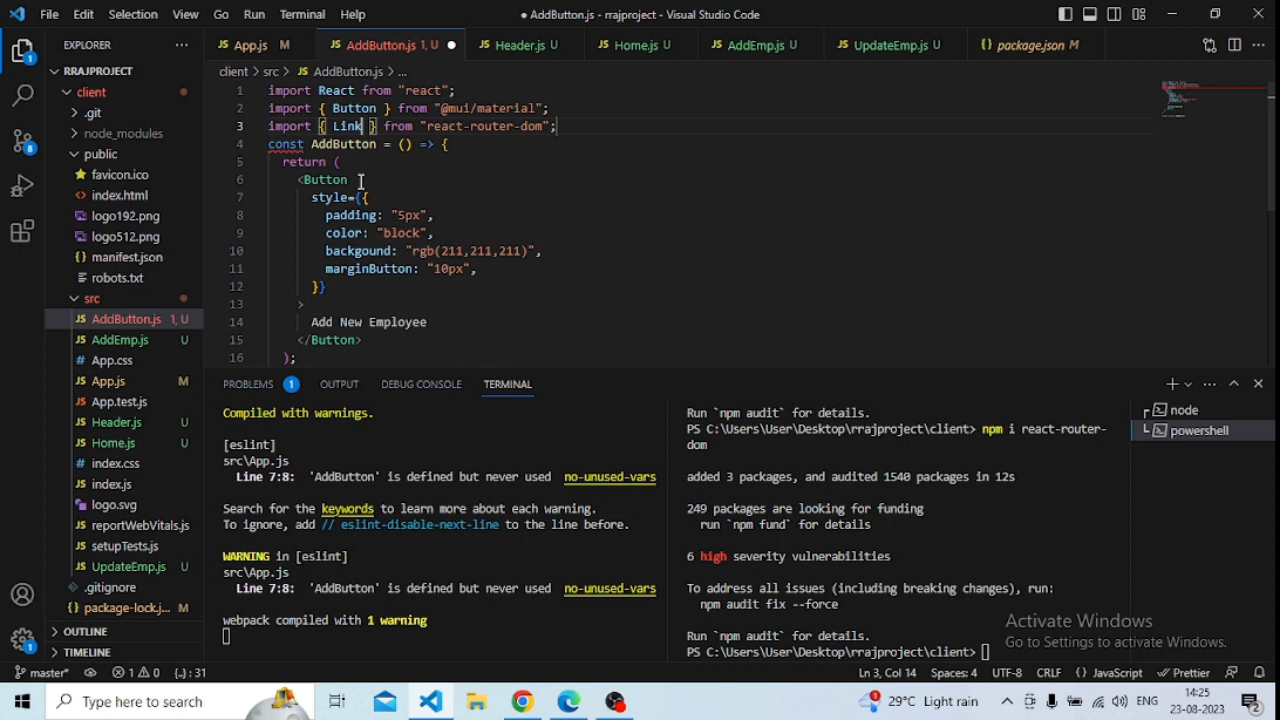 File Edit Selection View Go Run Terminal Help
● AddButton.js - rrajproject - Visual Studio Code
EXPLORER
App.js M
AddButton.js 1, U
Header.js U
Home.js U
AddEmp.js U
UpdateEmp.js U
package.json M
RRAJPROJECT
client > src > JS AddButton.js > ...
client
.git
node_modules
public
favicon.ico
index.html
logo192.png
logo512.png
manifest.json
robots.txt
src
AddButton.js 1, U
AddEmp.js U
App.css
App.js M
App.test.js
Header.js U
Home.js U
index.css
index.js
logo.svg
reportWebVitals.js
setupTests.js
UpdateEmp.js U
.gitignore
package-lock.j... M
OUTLINE
TIMELINE
1 import React from "react";
2 import { Button } from "@mui/material";
3 import { Link } from "react-router-dom";
4 const AddButton = () => {
5 return (
6 <Button
7 style={{
8 padding: "5px",
9 color: "block",
10 backgound: "rgb(211,211,211)",
11 marginButton: "10px",
12 }}
13 >
14 Add New Employee
15 </Button>
16 );
PROBLEMS 1 OUTPUT DEBUG CONSOLE TERMINAL
Compiled with warnings.
[eslint]
src\App.js
Line 7:8: 'AddButton' is defined but never used no-unused-vars
Search for the keywords to learn more about each warning.
To ignore, add // eslint-disable-next-line to the line before.
WARNING in [eslint]
src\App.js
Line 7:8: 'AddButton' is defined but never used no-unused-vars
webpack compiled with 1 warning
Run `npm audit` for details.
PS C:\Users\User\Desktop\rrajproject\client> npm i react-router-
dom
added 3 packages, and audited 1540 packages in 12s
249 packages are looking for funding
run `npm fund` for details
6 high severity vulnerabilities
To address all issues (including breaking changes), run:
npm audit fix --force
Run `npm audit` for details.
PS C:\Users\User\Desktop\rrajproject\client>
node
powershell
Activate Windows
Go to Settings to activate Windows.
master* 1 0 {..} : 31
Ln 3, Col 14 Spaces: 4 UTF-8 CRLF {} JavaScript Prettier
Type here to search
29°C Light rain
ENG
14:25
23-08-2023
2